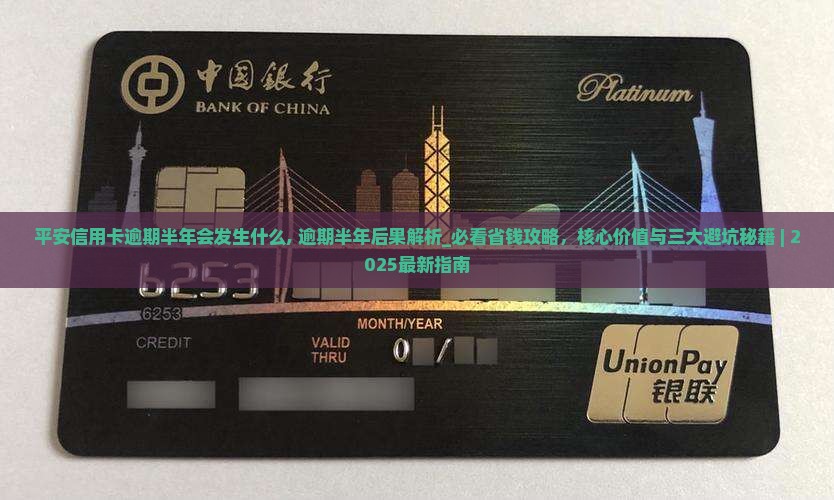 中國銀行
BANK OF CHINA
Platinum
平安信用卡逾期半年会发生什么, 逾期半年后果解析_必看省钱攻略，核心价值与三大避坑秘籍 | 2
025最新指南
6253
6253
MONTH/YEAR
CREDIT
VALID
THRU
0 /
UnionPay
银联